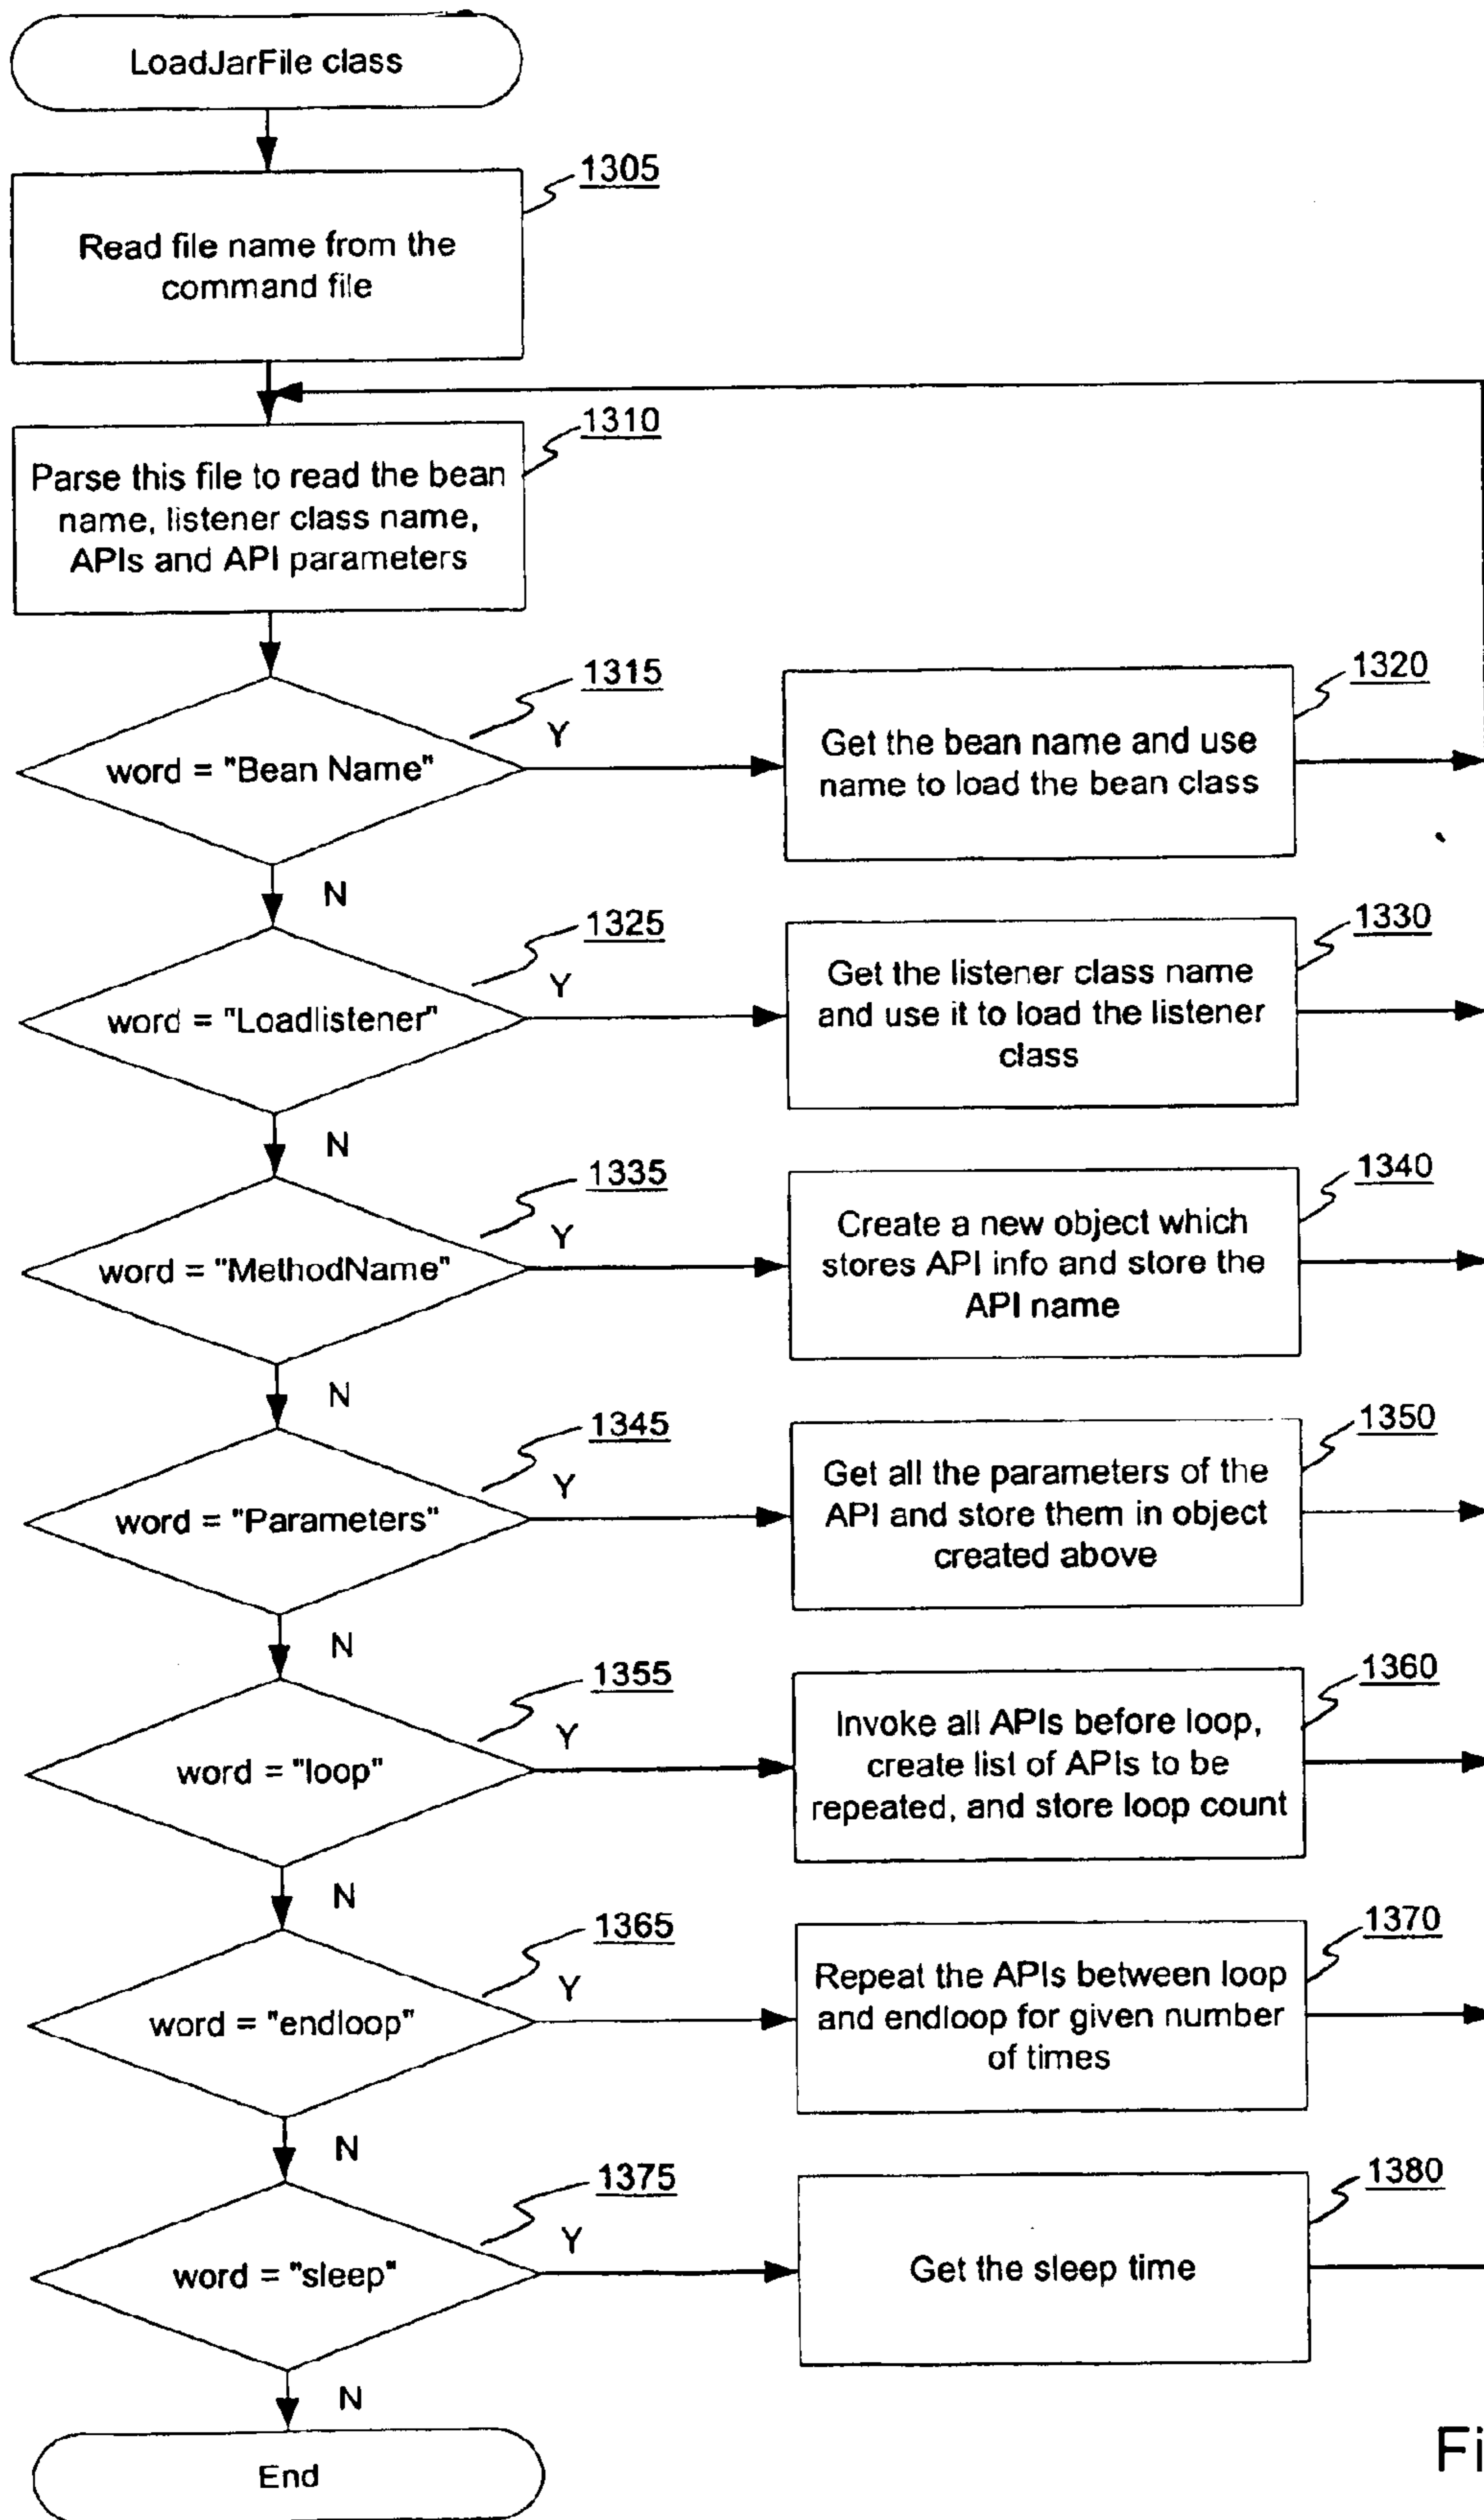 LoadJarFile class
1305
Read file name from the
command file
1310
Parse this file to read the bean
name, listener class name,
APIs and API parameters
1315
word = "Bean Name"
Y
1320
Get the bean name and use
name to load the bean class
N
1325
word = "Loadlistener"
Y
1330
Get the listener class name
and use it to load the listener
class
N
1335
word = "MethodName"
Y
1340
Create a new object which
stores API info and store the
API name
N
1345
word = "Parameters"
Y
1350
Get all the parameters of the
API and store them in object
created above
N
1355
word = "loop"
Y
1360
Invoke all APIs before loop,
create list of APIs to be
repeated, and store loop count
N
1365
word = "endloop"
Y
1370
Repeat the APIs between loop
and endloop for given number
of times
N
1375
word = "sleep"
Y
1380
Get the sleep time
N
End
Fi